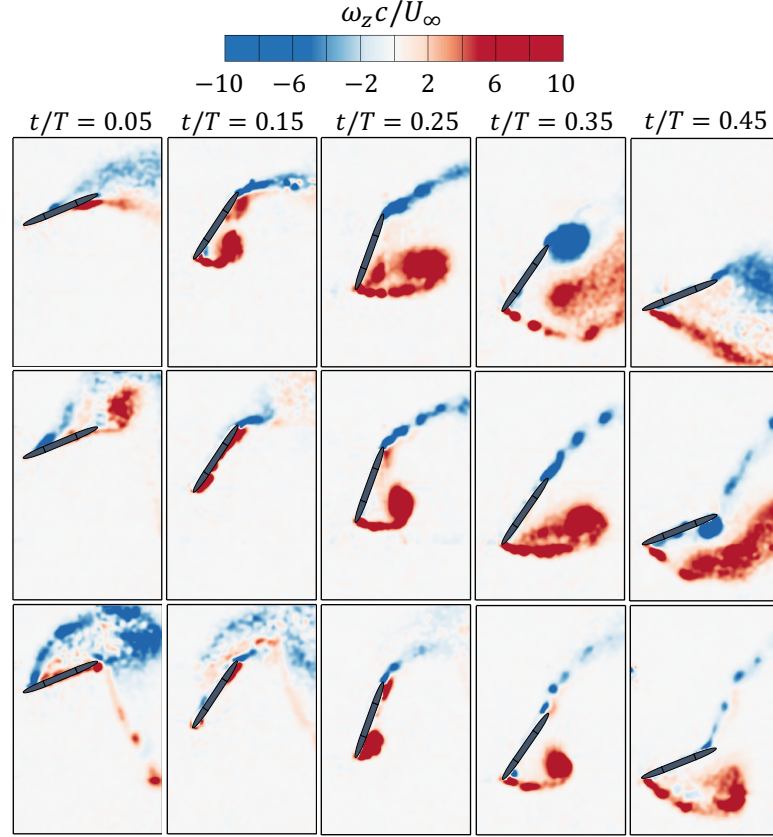 ω_z c/U_∞
−10 −6 −2 2 6 10
t/T = 0.05 t/T = 0.15 t/T = 0.25 t/T = 0.35 t/T = 0.45